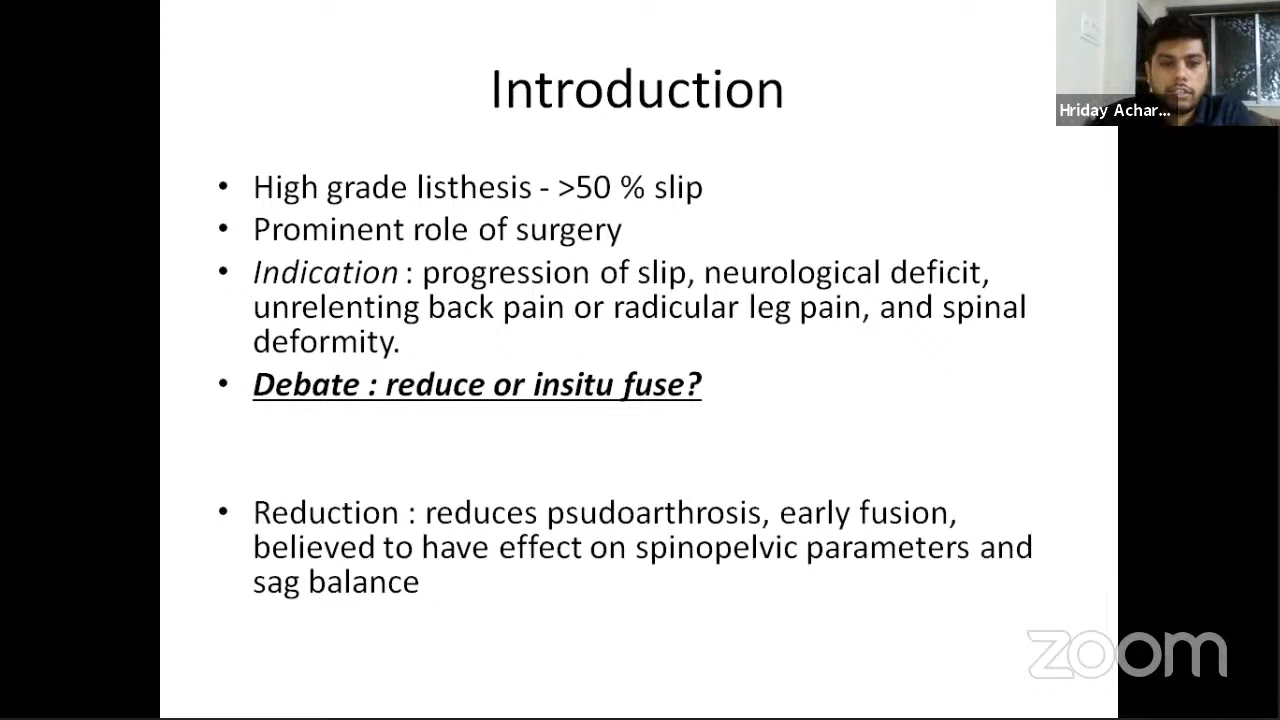 Introduction
Hriday Achar...
• High grade listhesis - >50 % slip
• Prominent role of surgery
• Indication : progression of slip, neurological deficit,
unrelenting back pain or radicular leg pain, and spinal
deformity.
• Debate : reduce or insitu fuse?
• Reduction : reduces psudoarthrosis, early fusion,
believed to have effect on spinopelvic parameters and
sag balance
zoom